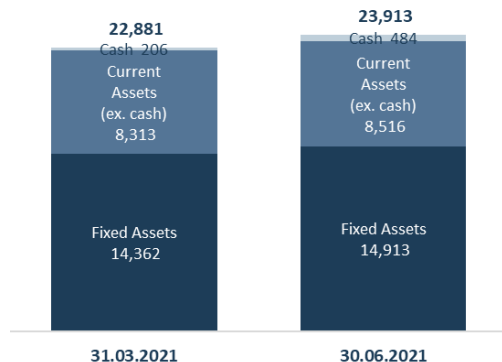 22,881
Cash 206
Current
Assets
(ex. cash)
8,313
Fixed Assets
14,362
31.03.2021
23,913
Cash 484
Current
Assets
(ex. cash)
8,516
Fixed Assets
14,913
30.06.2021